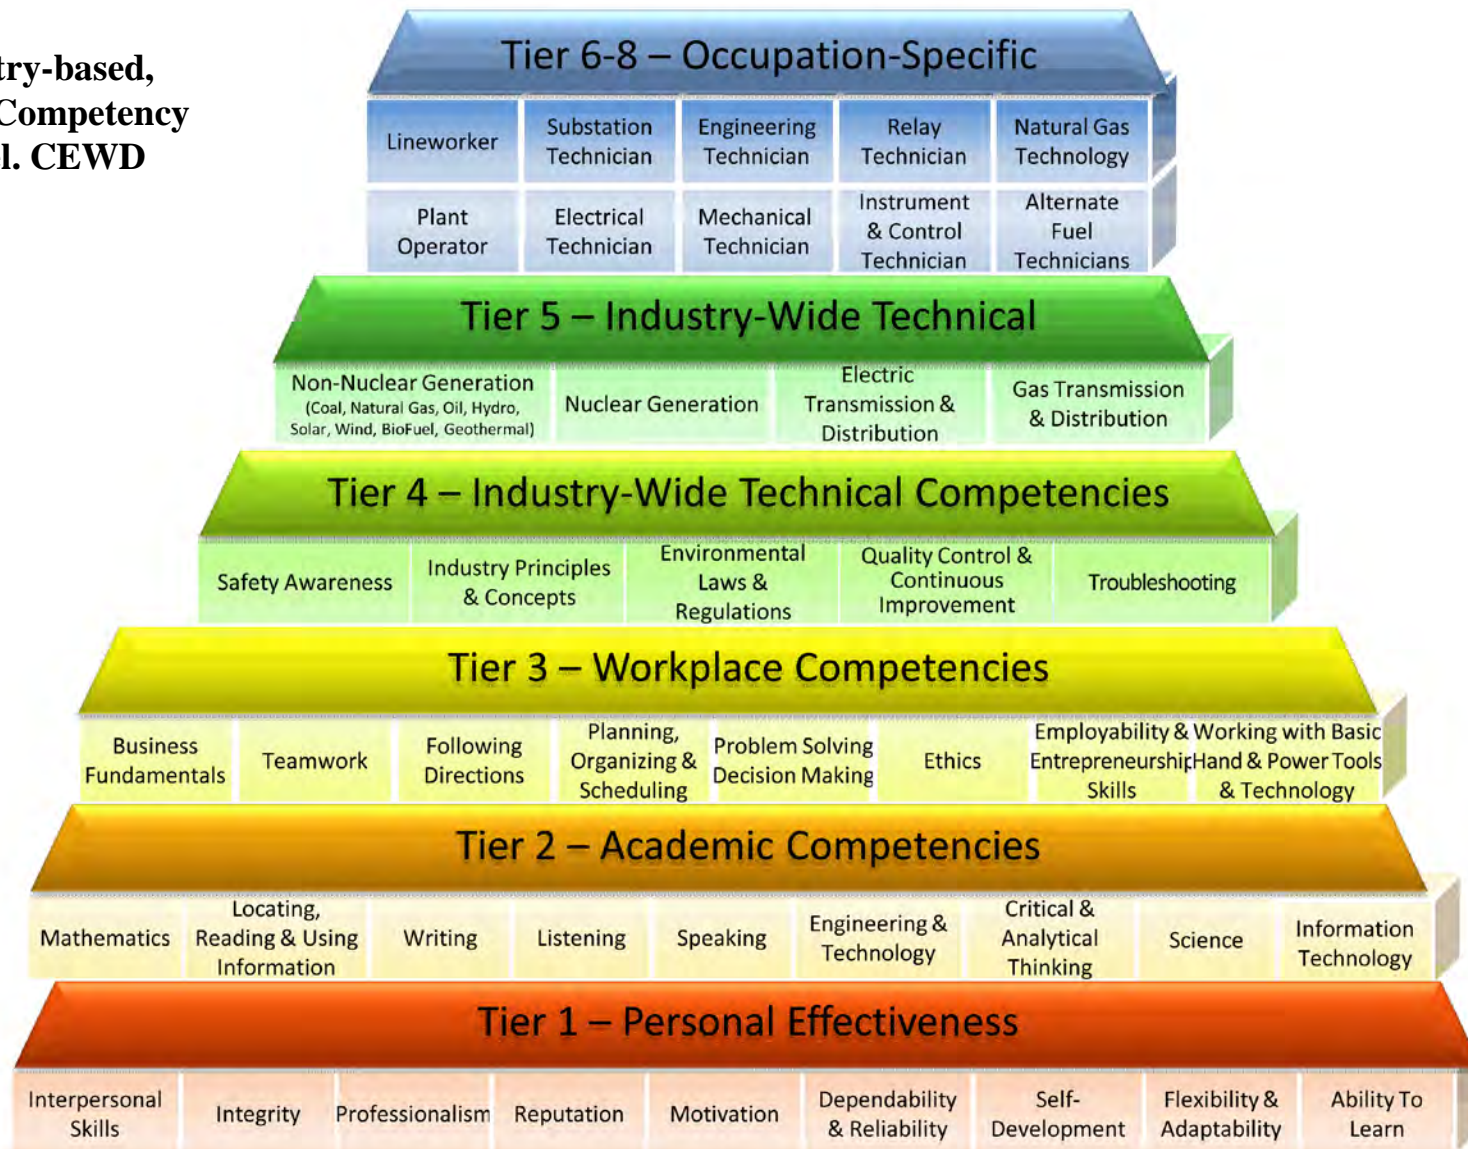 try-based,
Competency
l. CEWD
Tier 6-8 – Occupation-Specific
Lineworker
Substation
Technician
Engineering
Technician
Relay
Technician
Natural Gas
Technology
Plant
Operator
Electrical
Technician
Mechanical
Technician
Instrument
& Control
Technician
Alternate
Fuel
Technicians
Tier 5 – Industry-Wide Technical
Non-Nuclear Generation
(Coal, Natural Gas, Oil, Hydro,
Solar, Wind, BioFuel, Geothermal)
Nuclear Generation
Electric
Transmission &
Distribution
Gas Transmission
& Distribution
Tier 4 – Industry-Wide Technical Competencies
Safety Awareness
Industry Principles
& Concepts
Environmental
Laws &
Regulations
Quality Control &
Continuous
Improvement
Troubleshooting
Tier 3 – Workplace Competencies
Business
Fundamentals
Teamwork
Following
Directions
Planning,
Organizing &
Scheduling
Problem Solving
Decision Making
Ethics
Employability &
Entrepreneurship
Skills
Working with Basic
Hand & Power Tools
& Technology
Tier 2 – Academic Competencies
Mathematics
Locating,
Reading & Using
Information
Writing
Listening
Speaking
Engineering &
Technology
Critical &
Analytical
Thinking
Science
Information
Technology
Tier 1 – Personal Effectiveness
Interpersonal
Skills
Integrity
Professionalism
Reputation
Motivation
Dependability
& Reliability
Self-
Development
Flexibility &
Adaptability
Ability To
Learn